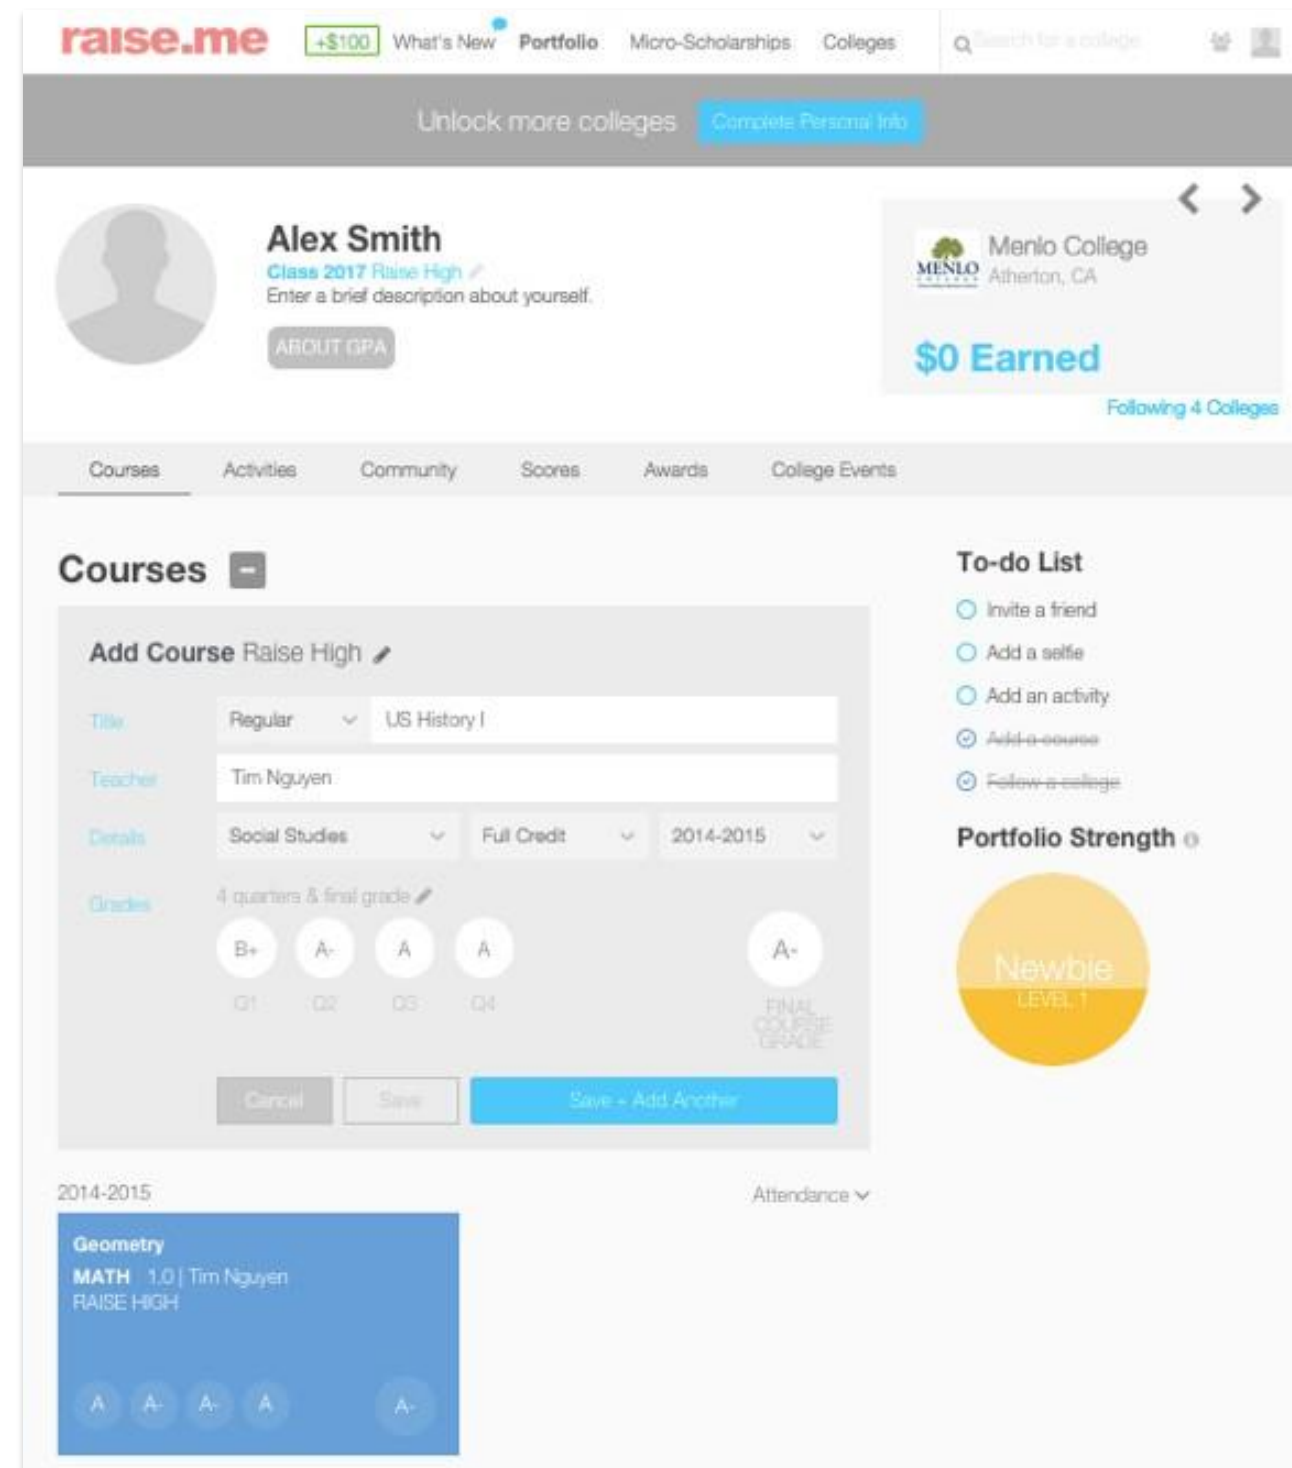 raise.me +$100 What's New Portfolio Micro-Scholarships Colleges Search for a college
Unlock more colleges Complete Personal Info
Alex Smith
Class 2017 Raise High
Enter a brief description about yourself.
ABOUT GPA
MENLO
Menlo College
Atherton, CA
$0 Earned
Following 4 Colleges
Courses Activities Community Scores Awards College Events
Courses
Add Course Raise High
Title Regular US History I
Teacher Tim Nguyen
Details Social Studies Full Credit 2014-2015
Grades 4 quarters & final grade
B+ A- A A A-
Q1 Q2 Q3 Q4 FINAL
COURSE
GRADE
Cancel Save Save + Add Another
To-do List
Invite a friend
Add a selfie
Add an activity
Add a course
Follow a college
Portfolio Strength
Newbie
LEVEL 1
2014-2015 Attendance
Geometry
MATH 1.0 | Tim Nguyen
RAISE HIGH
A A- A- A A-